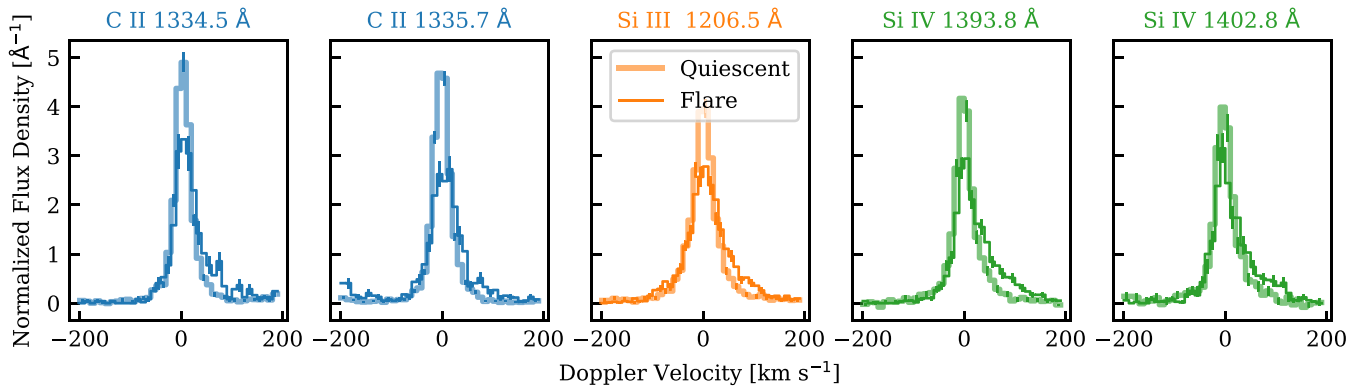 C II 1334.5 Å
C II 1335.7 Å
Si III 1206.5 Å
Si IV 1393.8 Å
Si IV 1402.8 Å
Normalized Flux Density [Å⁻¹]
5
4
3
2
1
0
Quiescent
Flare
−200 0 200
−200 0 200
−200 0 200
−200 0 200
−200 0 200
Doppler Velocity [km s⁻¹]